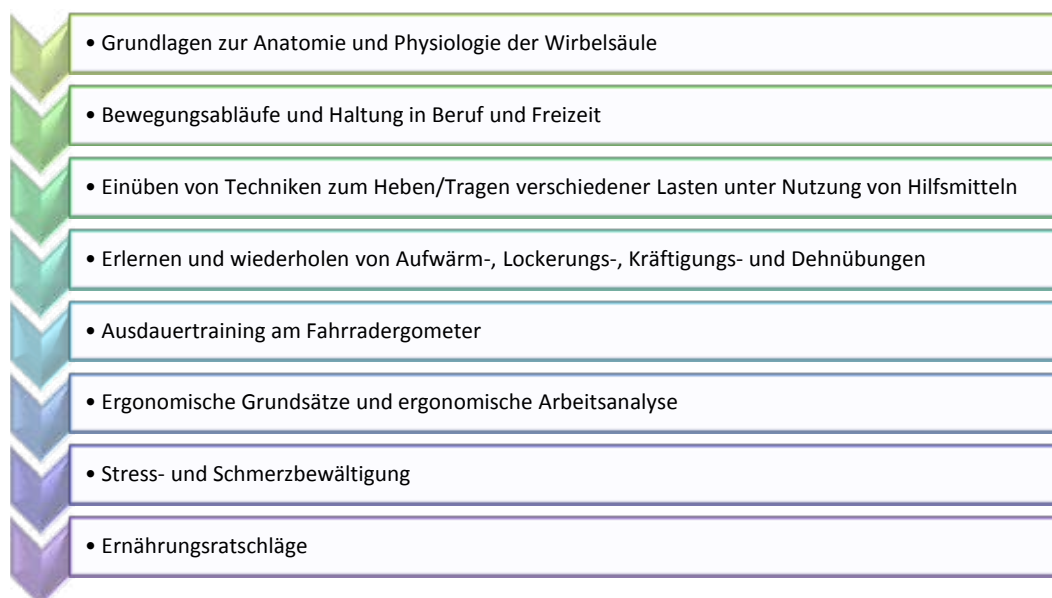 • Grundlagen zur Anatomie und Physiologie der Wirbelsäule
• Bewegungsabläufe und Haltung in Beruf und Freizeit
• Einüben von Techniken zum Heben/Tragen verschiedener Lasten unter Nutzung von Hilfsmitteln
• Erlernen und wiederholen von Aufwärm-, Lockerungs-, Kräftigungs- und Dehnübungen
• Ausdauertraining am Fahrradergometer
• Ergonomische Grundsätze und ergonomische Arbeitsanalyse
• Stress- und Schmerzbewältigung
• Ernährungsratschläge